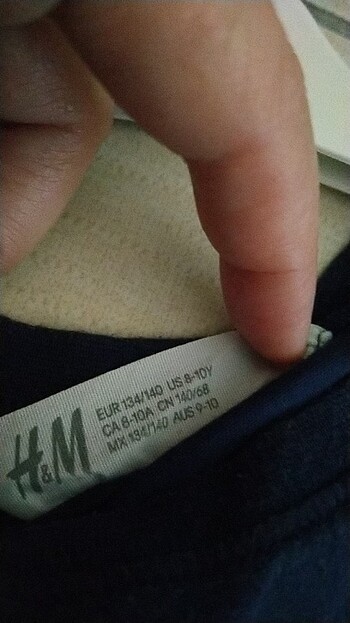 H&M
EUR 134/140 US 8-10Y
CA 8-10A CN 140/68
MX 134/140 AUS 9-10